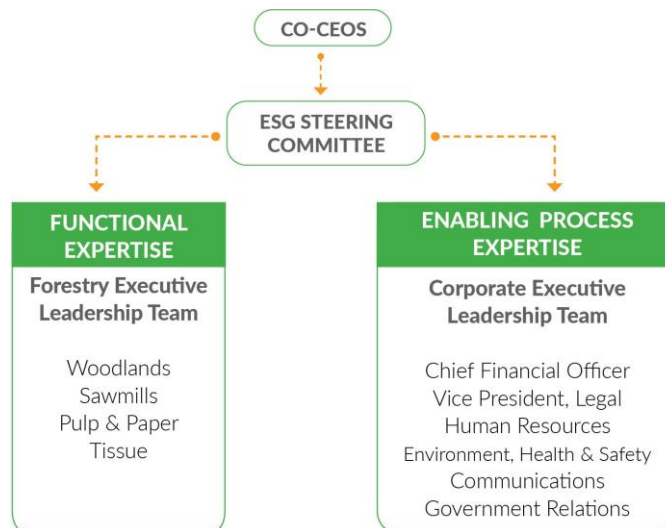 CO-CEOS
ESG STEERING
COMMITTEE
FUNCTIONAL
EXPERTISE
Forestry Executive
Leadership Team
Woodlands
Sawmills
Pulp & Paper
Tissue
ENABLING PROCESS
EXPERTISE
Corporate Executive
Leadership Team
Chief Financial Officer
Vice President, Legal
Human Resources
Environment, Health & Safety
Communications
Government Relations